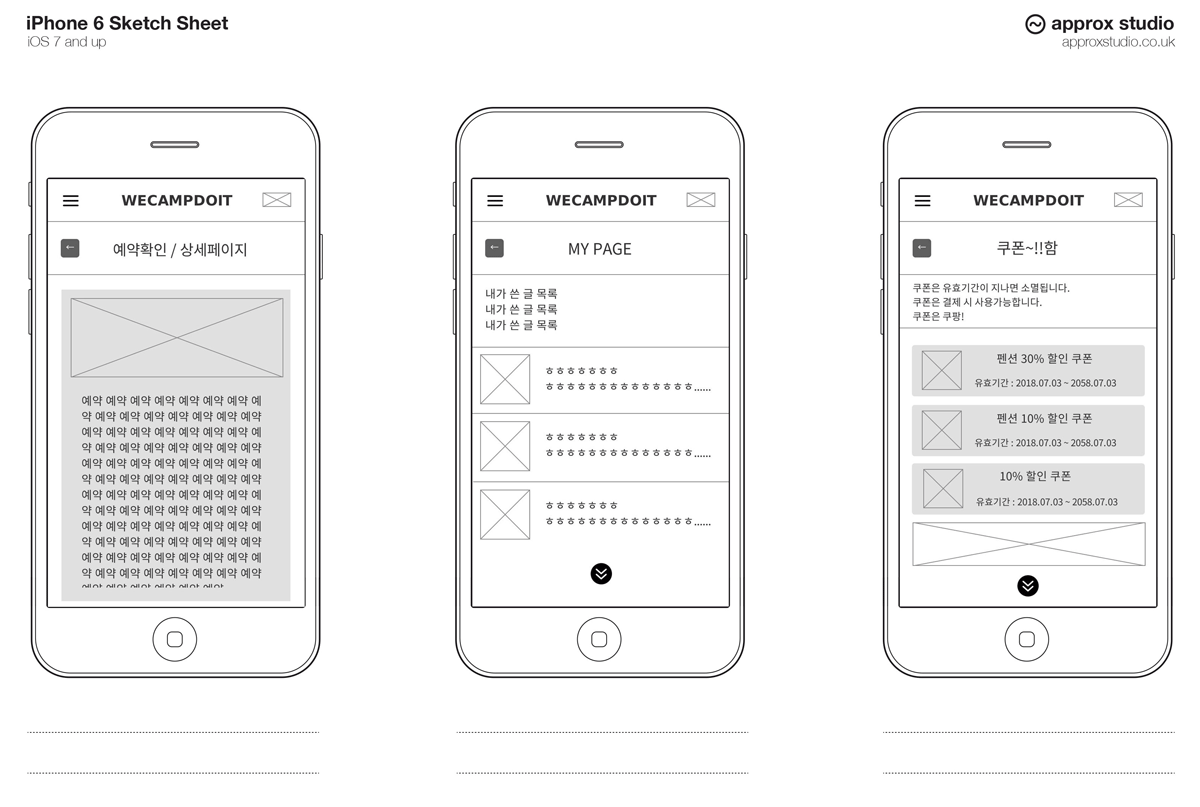 iPhone 6 Sketch Sheet
iOS 7 and up
approx studio
approxstudio.co.uk
WECAMPDOIT
←
예약확인 / 상세페이지
예약 예약 예약 예약 예약 예약 예약 예
약 예약 예약 예약 예약 예약 예약 예약
예약 예약 예약 예약 예약 예약 예약 예
약 예약 예약 예약 예약 예약 예약 예약
예약 예약 예약 예약 예약 예약 예약 예
약 예약 예약 예약 예약 예약 예약 예약
예약 예약 예약 예약 예약 예약 예약 예
약 예약 예약 예약 예약 예약 예약 예약
예약 예약 예약 예약 예약 예약 예약 예
약 예약 예약 예약 예약 예약 예약 예약
예약 예약 예약 예약 예약 예약 예약 예
약 예약 예약 예약 예약 예약 예약 예약
예약 예약 예약 예약 예약 예약
WECAMPDOIT
←
MY PAGE
내가 쓴 글 목록
내가 쓴 글 목록
내가 쓴 글 목록
ㅎㅎㅎㅎㅎㅎㅎ
ㅎㅎㅎㅎㅎㅎㅎㅎㅎㅎㅎㅎㅎㅎ......
ㅎㅎㅎㅎㅎㅎㅎ
ㅎㅎㅎㅎㅎㅎㅎㅎㅎㅎㅎㅎㅎㅎ......
ㅎㅎㅎㅎㅎㅎㅎ
ㅎㅎㅎㅎㅎㅎㅎㅎㅎㅎㅎㅎㅎㅎ......
WECAMPDOIT
←
쿠폰~!!함
쿠폰은 유효기간이 지나면 소멸됩니다.
쿠폰은 결제 시 사용가능합니다.
쿠폰은 쿠팡!
펜션 30% 할인 쿠폰
유효기간 : 2018.07.03 ~ 2058.07.03
펜션 10% 할인 쿠폰
유효기간 : 2018.07.03 ~ 2058.07.03
10% 할인 쿠폰
유효기간 : 2018.07.03 ~ 2058.07.03